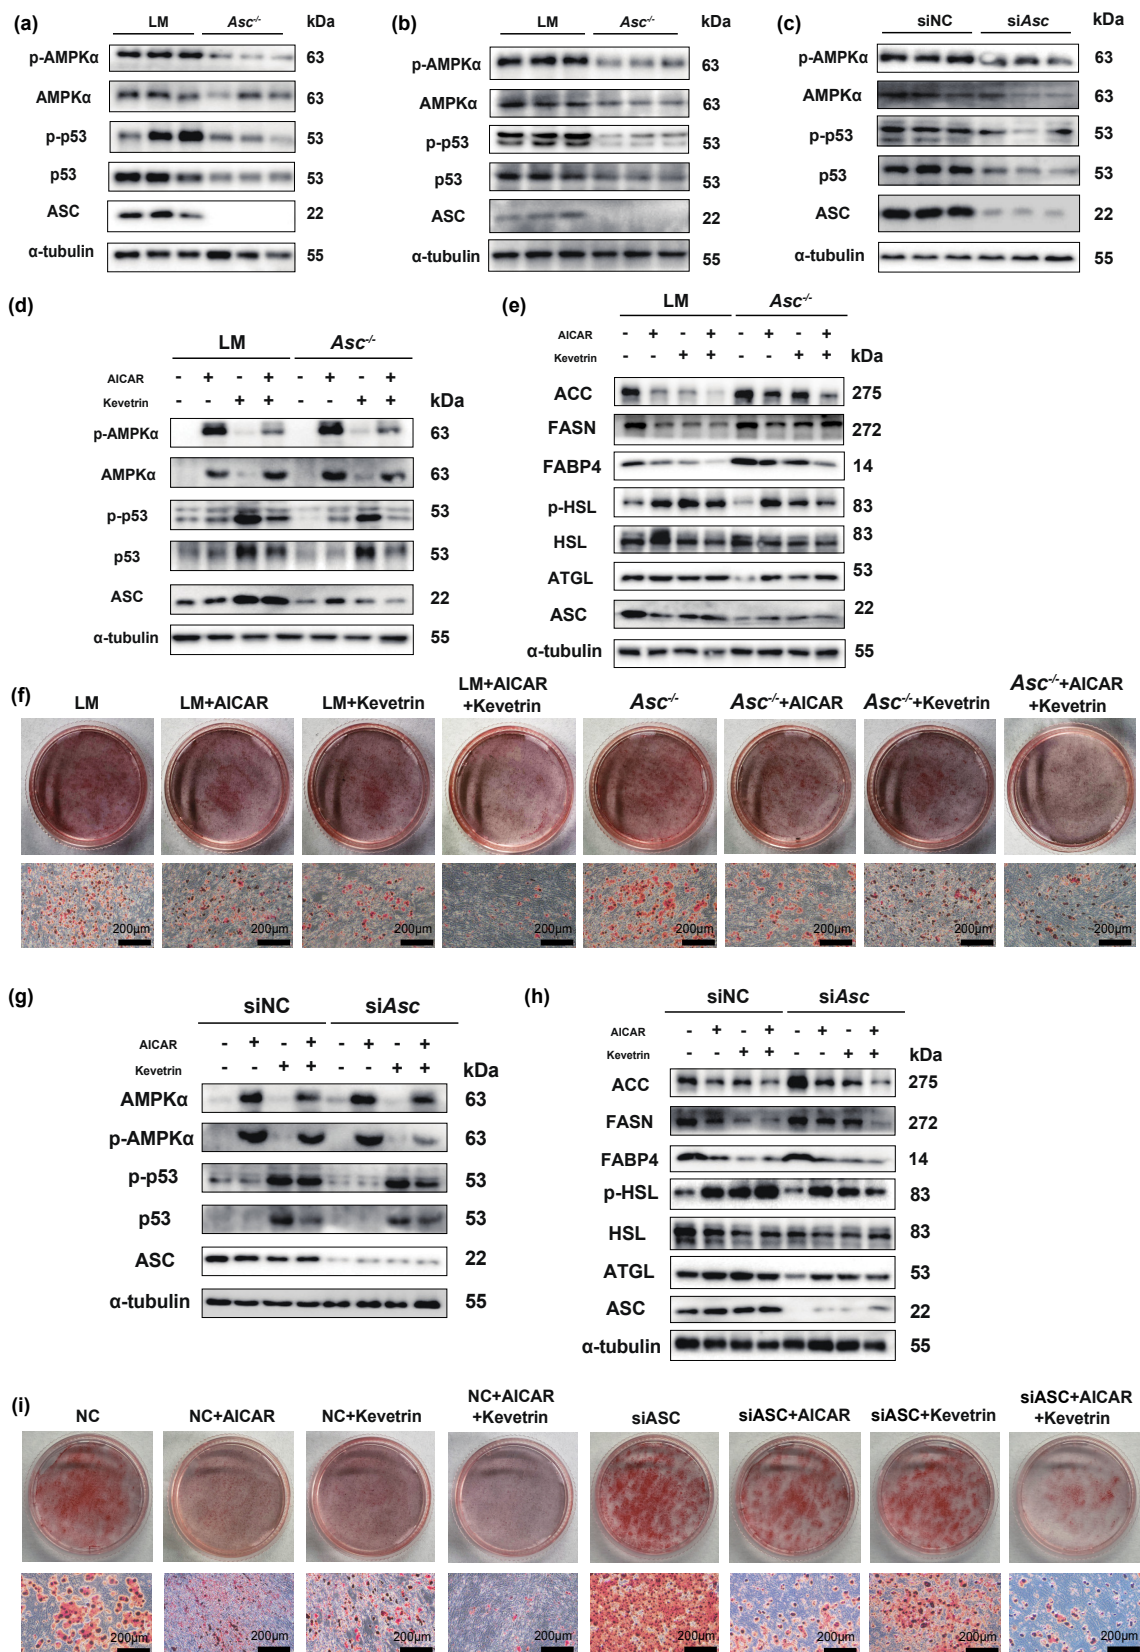 (a)
LM Asc-/- kDa
p-AMPKα 63
AMPKα 63
p-p53 53
p53 53
ASC 22
α-tubulin 55
(b)
LM Asc-/- kDa
p-AMPKα 63
AMPKα 63
p-p53 53
p53 53
ASC 22
α-tubulin 55
(c)
siNC siAsc kDa
p-AMPKα 63
AMPKα 63
p-p53 53
p53 53
ASC 22
α-tubulin 55
(d)
LM Asc-/-
AICAR - + - + - + - +
Kevetrin - - + + - - + + kDa
p-AMPKα 63
AMPKα 63
p-p53 53
p53 53
ASC 22
α-tubulin 55
(e)
LM Asc-/-
AICAR - + - + - + - +
Kevetrin - - + + - - + + kDa
ACC 275
FASN 272
FABP4 14
p-HSL 83
HSL 83
ATGL 53
ASC 22
α-tubulin 55
(f)
LM
LM+AICAR
LM+Kevetrin
LM+AICAR
+Kevetrin
Asc-/-
Asc-/-+AICAR
Asc-/-+Kevetrin
Asc-/-+AICAR
+Kevetrin
200μm 200μm 200μm 200μm 200μm 200μm 200μm 200μm
(g)
siNC siAsc
AICAR - + - + - + - +
Kevetrin - - + + - - + + kDa
AMPKα 63
p-AMPKα 63
p-p53 53
p53 53
ASC 22
α-tubulin 55
(h)
siNC siAsc
AICAR - + - + - + - +
Kevetrin - - + + - - + + kDa
ACC 275
FASN 272
FABP4 14
p-HSL 83
HSL 83
ATGL 53
ASC 22
α-tubulin 55
(i)
NC
NC+AICAR
NC+Kevetrin
NC+AICAR
+Kevetrin
siASC
siASC+AICAR
siASC+Kevetrin
siASC+AICAR
+Kevetrin
200μm 200μm 200μm 200μm 200μm 200μm 200μm 200μm